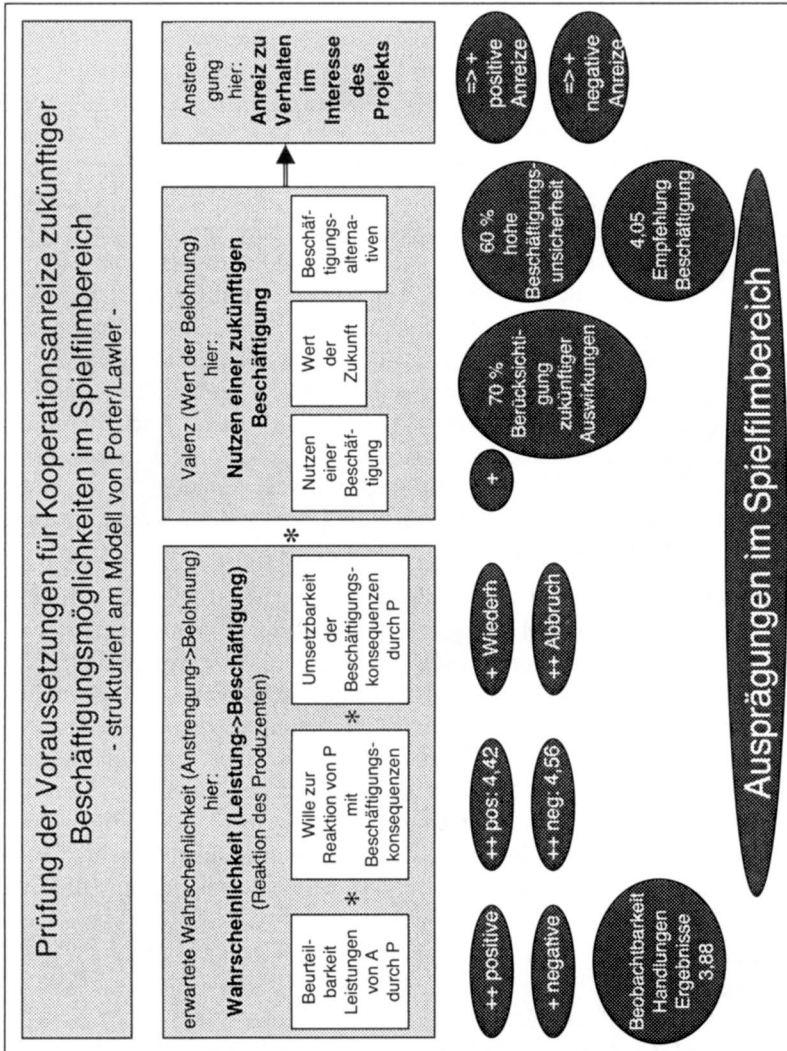 Prüfung der Voraussetzungen für Kooperationsanreize zukünftiger
Beschäftigungsmöglichkeiten im Spielfilmbereich
- strukturiert am Modell von Porter/Lawler -
erwartete Wahrscheinlichkeit (Anstrengung->Belohnung)
hier:
Wahrscheinlichkeit (Leistung->Beschäftigung)
(Reaktion des Produzenten)
Beurteil-
barkeit
Leistungen
von A
durch P
*
Wille zur
Reaktion von P
mit
Beschäftigungs-
konsequenzen
*
Umsetzbarkeit
der
Beschäftigungs-
konsequenzen
durch P
*
Valenz (Wert der Belohnung)
hier:
Nutzen einer zukünftigen
Beschäftigung
Nutzen
einer
Beschäf-
tigung
Wert
der
Zukunft
Beschäf-
tigungs-
alterna-
tiven
Anstren-
gung
hier:
Anreiz zu
Verhalten
im
Interesse
des
Projekts
++ positive
+ negative
Beobachtbarkeit
Handlungen
Ergebnisse
3.88
++ pos: 4,42
++ neg: 4,56
+ Wiederh
++ Abbruch
+
70 %
Berücksichti-
gung
zukünftiger
Auswirkungen
60 %
hohe
Beschäftigungs-
unsicherheit
4,05
Empfehlung
Beschäftigung
=> +
positive
Anreize
=> +
negative
Anreize
Ausprägungen im Spielfilmbereich